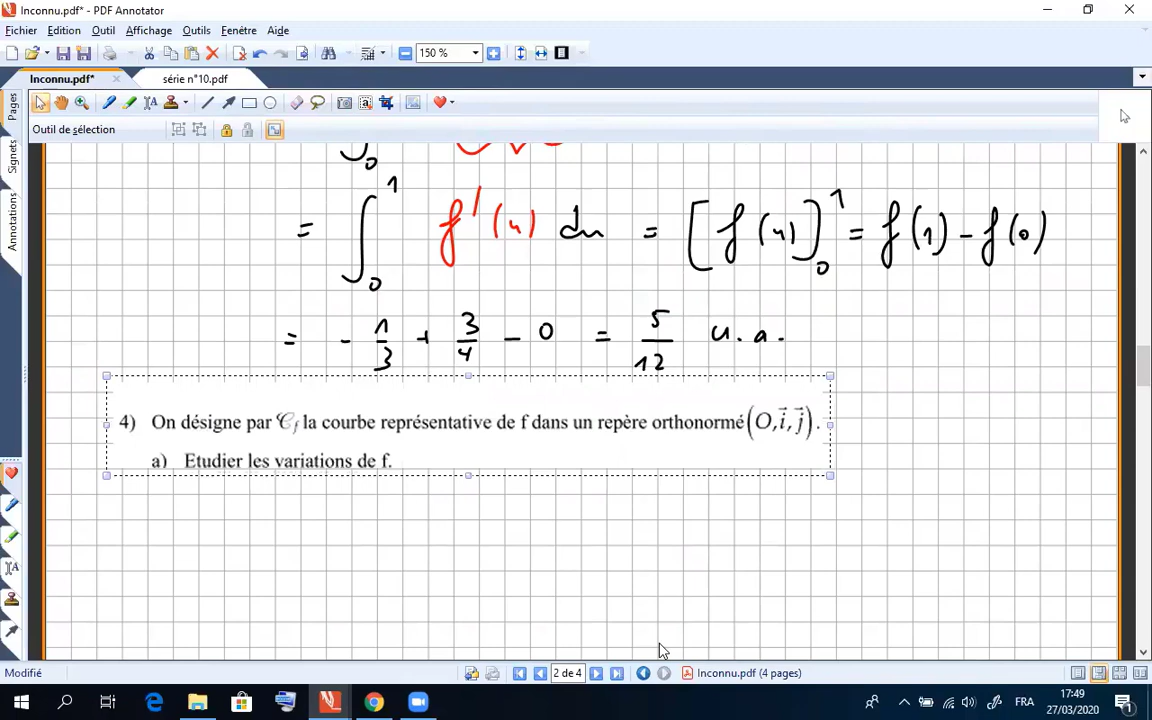 Inconnu.pdf* - PDF Annotator
Fichier Edition Outil Affichage Outils Fenêtre Aide
150 %
Inconnu.pdf* série n°10.pdf
Outil de sélection
Pages
Signets
Annotations
= ∫₀¹ f'(x) dx = [f(x)]₀¹ = f(1) - f(0)
= - 1/3 + 3/4 - 0 = 5/12 u.a.
4) On désigne par 𝒞f la courbe représentative de f dans un repère orthonormé (O,i⃗,j⃗).
a) Etudier les variations de f.
Modifié 2 de 4 Inconnu.pdf (4 pages)
FRA 17:49
27/03/2020
1